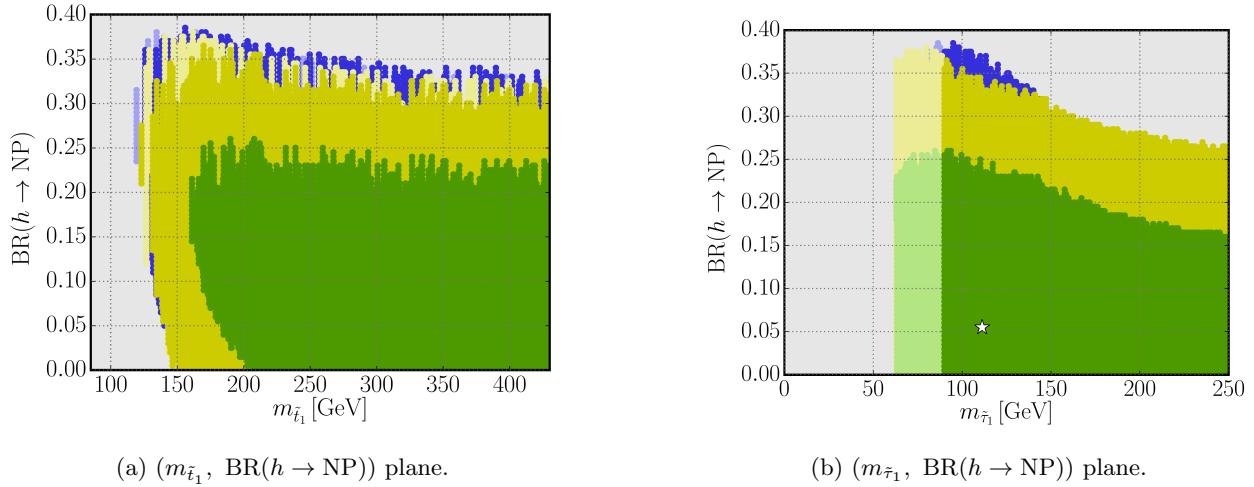 0.40
0.35
0.30
0.25
0.20
0.15
0.10
0.05
0.00
BR(h → NP)
100 150 200 250 300 350 400
m_{t̃₁} [GeV]
(a) (m_{t̃₁}, BR(h → NP)) plane.
0.40
0.35
0.30
0.25
0.20
0.15
0.10
0.05
0.00
BR(h → NP)
0 50 100 150 200 250
m_{τ̃₁} [GeV]
(b) (m_{τ̃₁}, BR(h → NP)) plane.